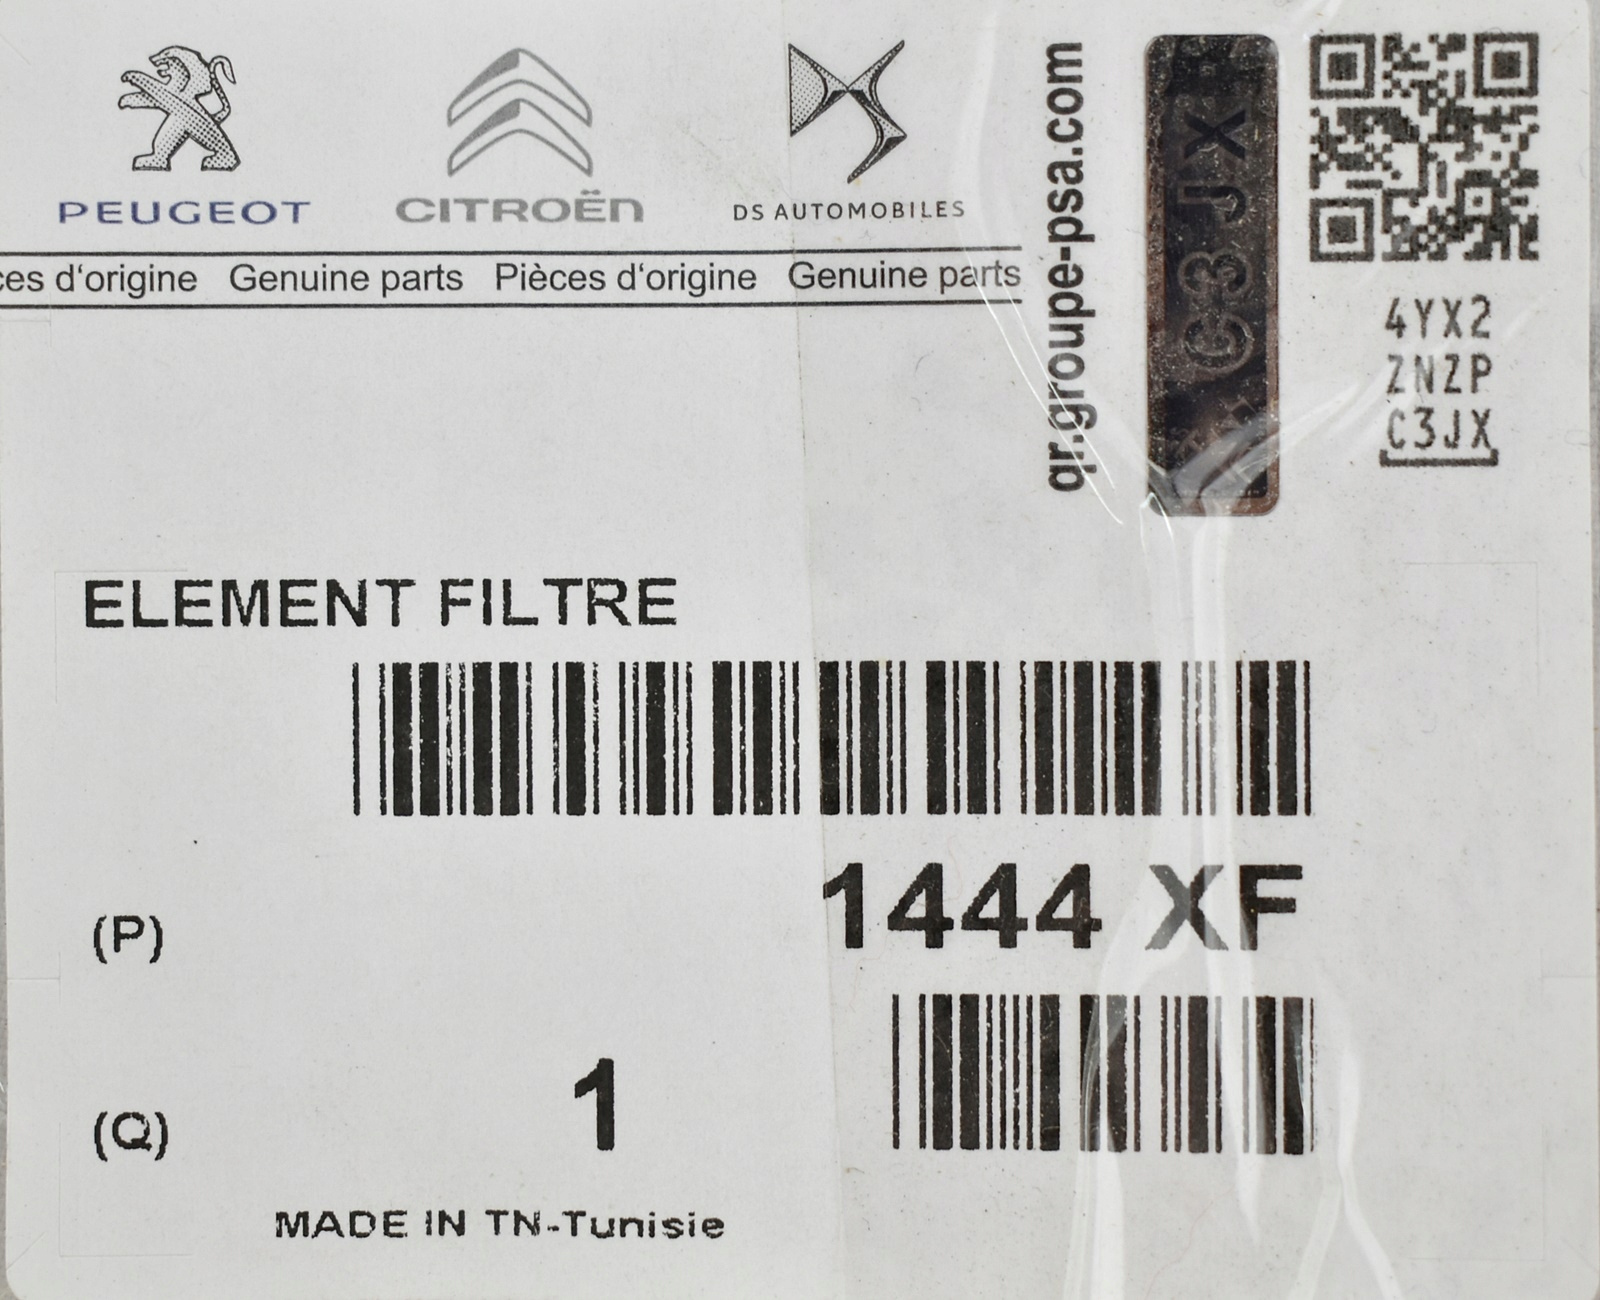 PEUGEOT CITROËN DS AUTOMOBILES
ces d'origine Genuine parts Pièces d'origine Genuine parts
qr.groupe-psa.com
C3JX
4YX2
ZNZP
C3JX
ELEMENT FILTRE
1444 XF
(P)
(Q) 1
MADE IN TN-Tunisie